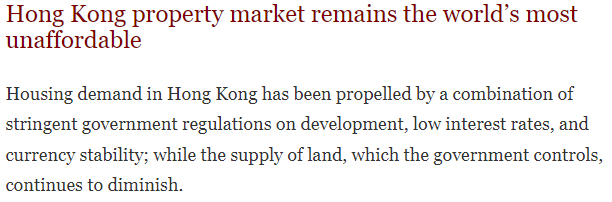 Hong Kong property market remains the world’s most
unaffordable
Housing demand in Hong Kong has been propelled by a combination of
stringent government regulations on development, low interest rates, and
currency stability; while the supply of land, which the government controls,
continues to diminish.